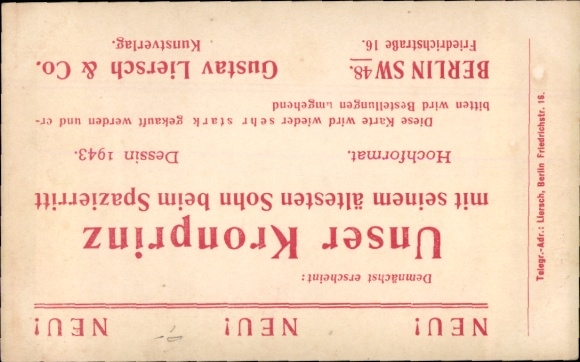 NEU! NEU! NEU!
Demnächst erscheint:
Unser Kronprinz
mit seinem ältesten Sohn beim Spazierritt
Hochformat. Dessin 1943.
Diese Karte wird wieder sehr stark gekauft werden und er-
bitten wird Bestellungen umgehend
BERLIN SW 48. Gustav Liersch & Co.
Friedrichstraße 16. Kunstverlag.
Telegr.-Adr.: Liersch, Berlin Friedrichstr. 16.